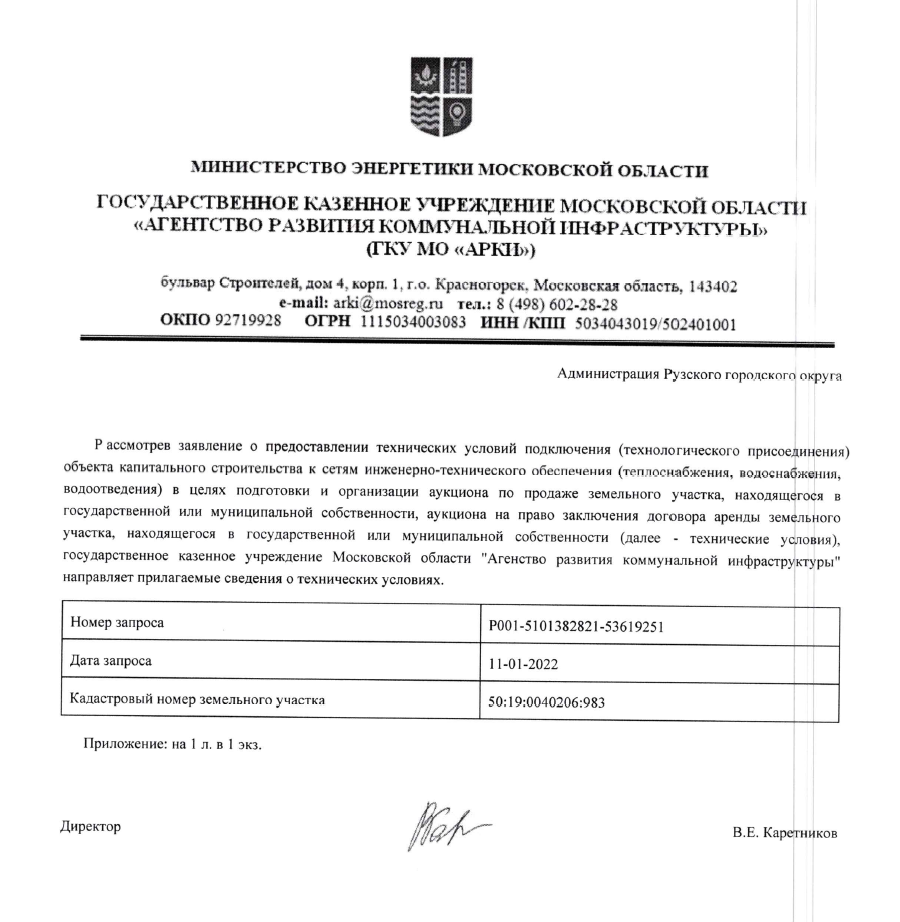 МИНИСТЕРСТВО ЭНЕРГЕТИКИ МОСКОВСКОЙ ОБЛАСТИ
ГОСУДАРСТВЕННОЕ КАЗЕННОЕ УЧРЕЖДЕНИЕ МОСКОВСКОЙ ОБЛАСТИ
«АГЕНТСТВО РАЗВИТИЯ КОММУНАЛЬНОЙ ИНФРАСТРУКТУРЫ»
(ГКУ МО «АРКИ»)
бульвар Строителей, дом 4, корп. 1, г.о. Красногорск, Московская область, 143402
e-mail: arki@mosreg.ru тел.: 8 (498) 602-28-28
ОКПО 92719928 ОГРН 1115034003083 ИНН /КПП 5034043019/502401001
Администрация Рузского городского округа
Р ассмотрев заявление о предоставлении технических условий подключения (технологического присоединения)
объекта капитального строительства к сетям инженерно-технического обеспечения (теплоснабжения, водоснабжения,
водоотведения) в целях подготовки и организации аукциона по продаже земельного участка, находящегося в
государственной или муниципальной собственности, аукциона на право заключения договора аренды земельного
участка, находящегося в государственной или муниципальной собственности (далее - технические условия),
государственное казенное учреждение Московской области "Агенство развития коммунальной инфраструктуры"
направляет прилагаемые сведения о технических условиях.
Номер запроса P001-5101382821-53619251
Дата запроса 11-01-2022
Кадастровый номер земельного участка 50:19:0040206:983
Приложение: на 1 л. в 1 экз.
Директор В.Е. Каретников